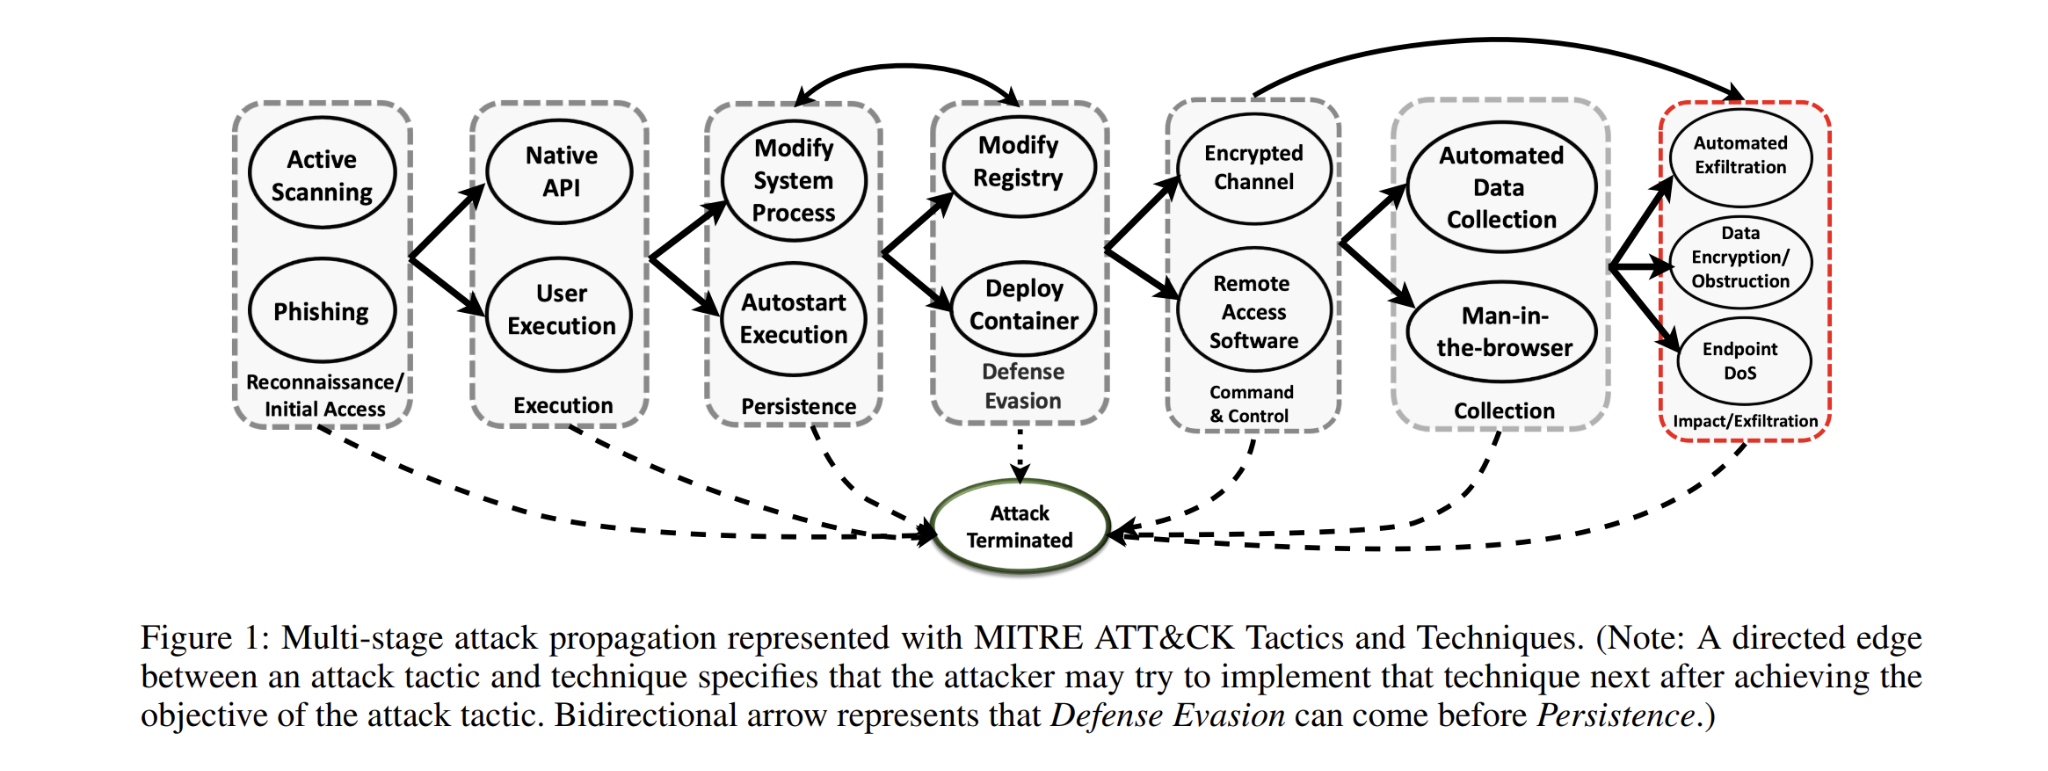 Active
Scanning
Phishing
Reconnaissance/
Initial Access
Native
API
User
Execution
Execution
Modify
System
Process
Autostart
Execution
Persistence
Modify
Registry
Deploy
Container
Defense
Evasion
Encrypted
Channel
Remote
Access
Software
Command
& Control
Automated
Data
Collection
Man-in-
the-browser
Collection
Automated
Exfiltration
Data
Encryption/
Obstruction
Endpoint
DoS
Impact/Exfiltration
Attack
Terminated
Figure 1: Multi-stage attack propagation represented with MITRE ATT&CK Tactics and Techniques. (Note: A directed edge
between an attack tactic and technique specifies that the attacker may try to implement that technique next after achieving the
objective of the attack tactic. Bidirectional arrow represents that Defense Evasion can come before Persistence.)